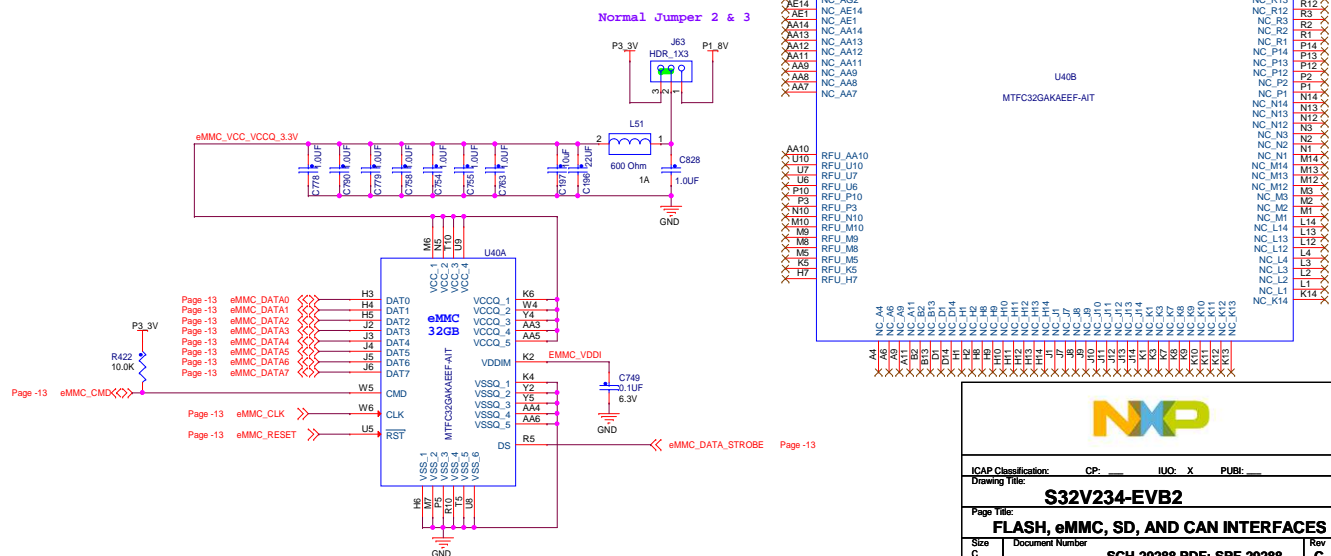 Normal Jumper 2 & 3
J63
HDR_1X3
P3_3V
P1_8V
3
2
1
L51
2
1
600 Ohm
1A
C828
1.0UF
GND
eMMC_VCC_VCCQ_3.3V
C778
1.0UF
C790
1.0UF
C779
1.0UF
C758
1.0UF
C754
1.0UF
C755
1.0UF
C763
1.0UF
C197
10uF
C196
U40A
M6
N5
T10
U9
VCC_1
VCC_2
VCC_3
VCC_4
eMMC
32GB
MTFC32GAKAEEF-AIT
Page -13 eMMC_DATA0 H3 DAT0
Page -13 eMMC_DATA1 H4 DAT1
Page -13 eMMC_DATA2 H5 DAT2
Page -13 eMMC_DATA3 J2 DAT3
Page -13 eMMC_DATA4 J3 DAT4
Page -13 eMMC_DATA5 J4 DAT5
Page -13 eMMC_DATA6 J5 DAT6
Page -13 eMMC_DATA7 J6 DAT7
P3_3V
R422
10.0K
Page -13 eMMC_CMD W5 CMD
Page -13 eMMC_CLK W6 CLK
Page -13 eMMC_RESET U5 RST
VCCQ_1 K6
VCCQ_2 W4
VCCQ_3 Y4
VCCQ_4 AA3
VCCQ_5 AA5
VDDIM K2 EMMC_VDDI
C749
0.1UF
6.3V
GND
VSSQ_1 K4
VSSQ_2 Y2
VSSQ_3 Y5
VSSQ_4 AA4
VSSQ_5 AA6
DS R5 eMMC_DATA_STROBE Page -13
VSS_1
VSS_2
VSS_3
VSS_4
VSS_5
VSS_6
H6
M7
P5
R10
T5
U8
GND
U40B
MTFC32GAKAEEF-AIT
AE14 NC_AE14
AE1 NC_AE1
AA14 NC_AA14
AA13 NC_AA13
AA12 NC_AA12
AA11 NC_AA11
AA9 NC_AA9
AA8 NC_AA8
AA7 NC_AA7
AA10 RFU_AA10
U10 RFU_U10
U7 RFU_U7
U6 RFU_U6
P10 RFU_P10
P3 RFU_P3
N10 RFU_N10
M10 RFU_M10
M9 RFU_M9
M8 RFU_M8
M5 RFU_M5
K5 RFU_K5
H7 RFU_H7
NC_R12 R12
NC_R3 R3
NC_R2 R2
NC_R1 R1
NC_P14 P14
NC_P13 P13
NC_P12 P12
NC_P2 P2
NC_P1 P1
NC_N14 N14
NC_N13 N13
NC_N12 N12
NC_N3 N3
NC_N2 N2
NC_N1 N1
NC_M14 M14
NC_M13 M13
NC_M12 M12
NC_M3 M3
NC_M2 M2
NC_M1 M1
NC_L14 L14
NC_L13 L13
NC_L12 L12
NC_L4 L4
NC_L3 L3
NC_L2 L2
NC_L1 L1
NC_K14 K14
NC_A4 A4
NC_A6 A6
NC_A9 A9
NC_A11 A11
NC_B2 B2
NC_B13 B13
NC_D1 D1
NC_D14 D14
NC_H1 H1
NC_H2 H2
NC_H8 H8
NC_H9 H9
NC_H10 H10
NC_H11 H11
NC_H12 H12
NC_H13 H13
NC_H14 H14
NC_J1 J1
NC_J7 J7
NC_J8 J8
NC_J9 J9
NC_J10 J10
NC_J11 J11
NC_J12 J12
NC_J13 J13
NC_J14 J14
NC_K1 K1
NC_K3 K3
NC_K7 K7
NC_K8 K8
NC_K9 K9
NC_K10 K10
NC_K11 K11
NC_K12 K12
NC_K13 K13
NXP
ICAP Classification: CP: ___ IUO: X PUBI: ___
Drawing Title:
S32V234-EVB2
Page Title:
FLASH, eMMC, SD, AND CAN INTERFACES
Size
C
Document Number
SCH-29288 PDF: SPF-29288
Rev